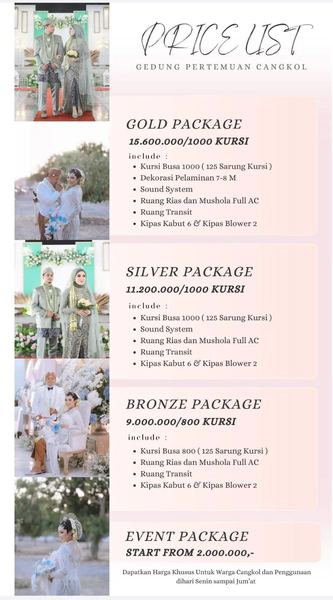 PRICE LIST
GEDUNG PERTEMUAN CANGKOL
GOLD PACKAGE
15.600.000/1000 KURSI
include :
Kursi Busa 1000 ( 125 Sarung Kursi )
Dekorasi Pelaminan 7-8 M
Sound System
Ruang Rias dan Mushola Full AC
Ruang Transit
Kipas Kabut 6 & Kipas Blower 2
SILVER PACKAGE
11.200.000/1000 KURSI
include :
Kursi Busa 1000 ( 125 Sarung Kursi )
Sound System
Ruang Rias dan Mushola Full AC
Ruang Transit
Kipas Kabut 6 & Kipas Blower 2
BRONZE PACKAGE
9.000.000/800 KURSI
include :
Kursi Busa 800 ( 125 Sarung Kursi )
Ruang Rias dan Mushola Full AC
Ruang Transit
Kipas Kabut 6 & Kipas Blower 2
EVENT PACKAGE
START FROM 2.000.000,-
Dapatkan Harga Khusus Untuk Warga Cangkol dan Penggunaan
dihari Senin sampai Jum'at